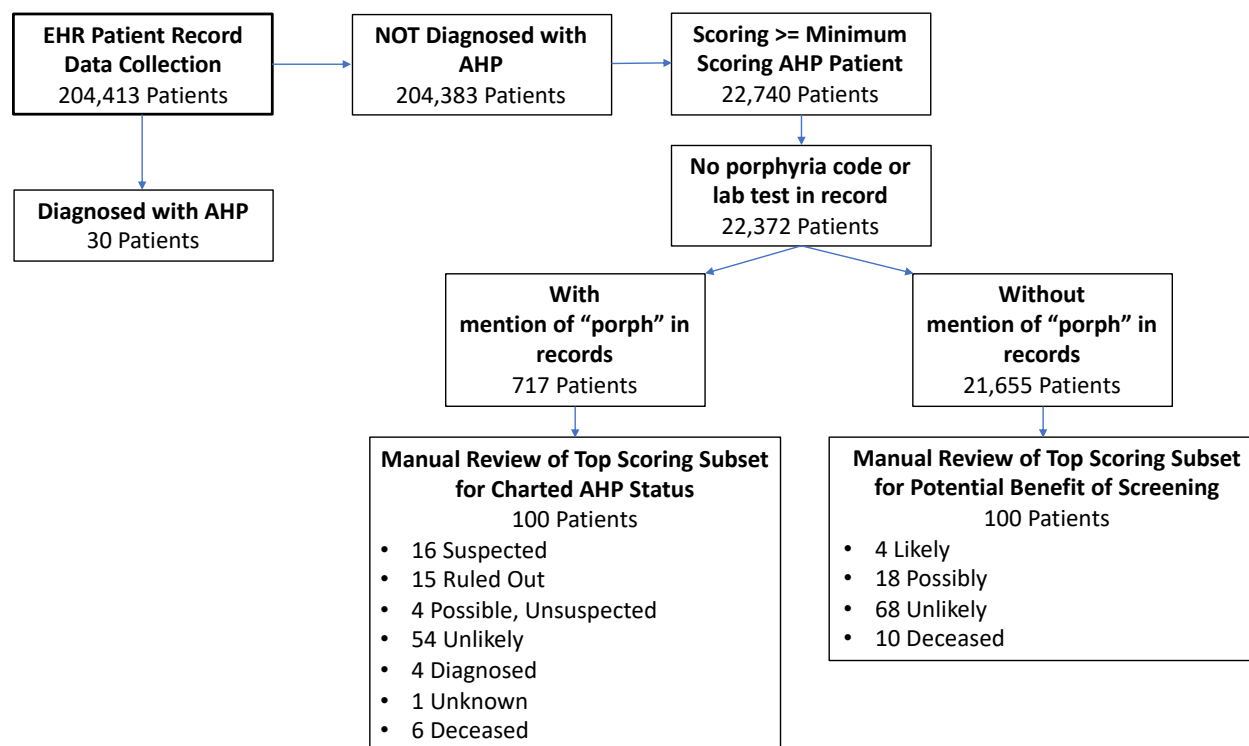 EHR Patient Record
Data Collection
204,413 Patients
NOT Diagnosed with
AHP
204,383 Patients
Scoring >= Minimum
Scoring AHP Patient
22,740 Patients
Diagnosed with AHP
30 Patients
No porphyria code or
lab test in record
22,372 Patients
With
mention of “porph” in
records
717 Patients
Without
mention of “porph” in
records
21,655 Patients
Manual Review of Top Scoring Subset
for Charted AHP Status
100 Patients
• 16 Suspected
• 15 Ruled Out
• 4 Possible, Unsuspected
• 54 Unlikely
• 4 Diagnosed
• 1 Unknown
• 6 Deceased
Manual Review of Top Scoring Subset
for Potential Benefit of Screening
100 Patients
• 4 Likely
• 18 Possibly
• 68 Unlikely
• 10 Deceased